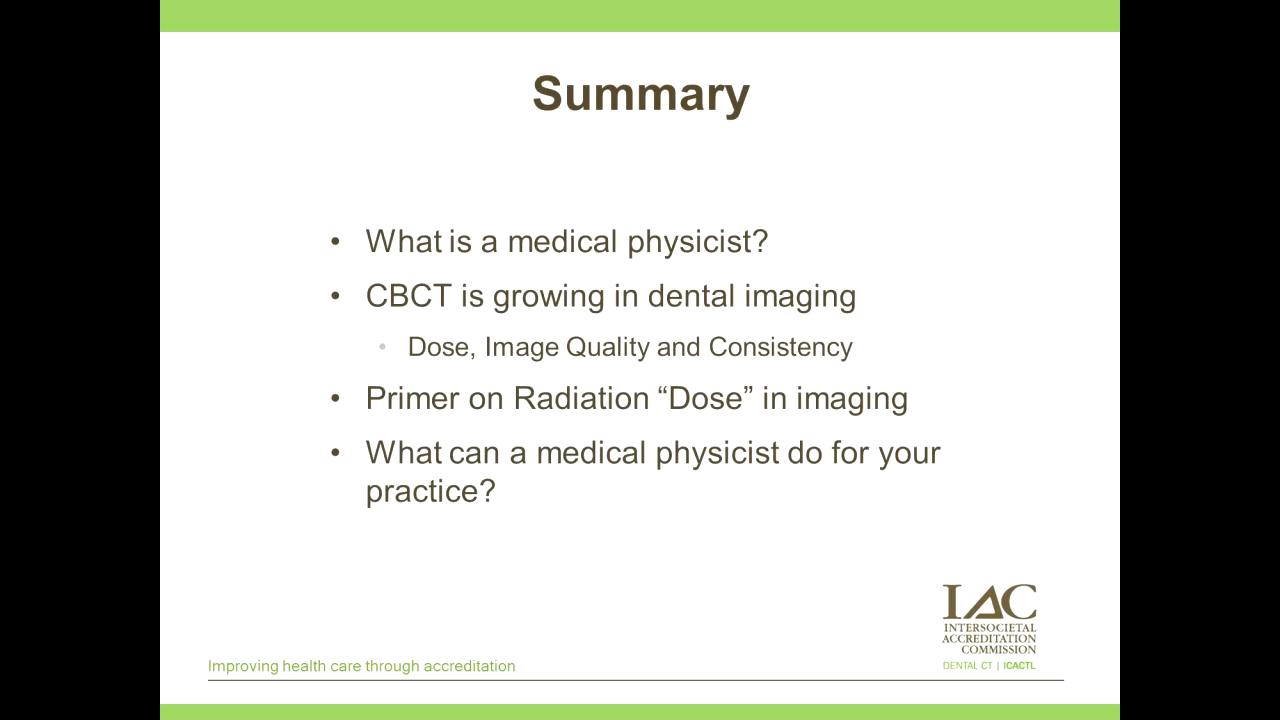 Summary
• What is a medical physicist?
• CBCT is growing in dental imaging
• Dose, Image Quality and Consistency
• Primer on Radiation “Dose” in imaging
• What can a medical physicist do for your
practice?
IAC
INTERSOCIETAL
ACCREDITATION
COMMISSION
DENTAL CT | ICACTL
Improving health care through accreditation